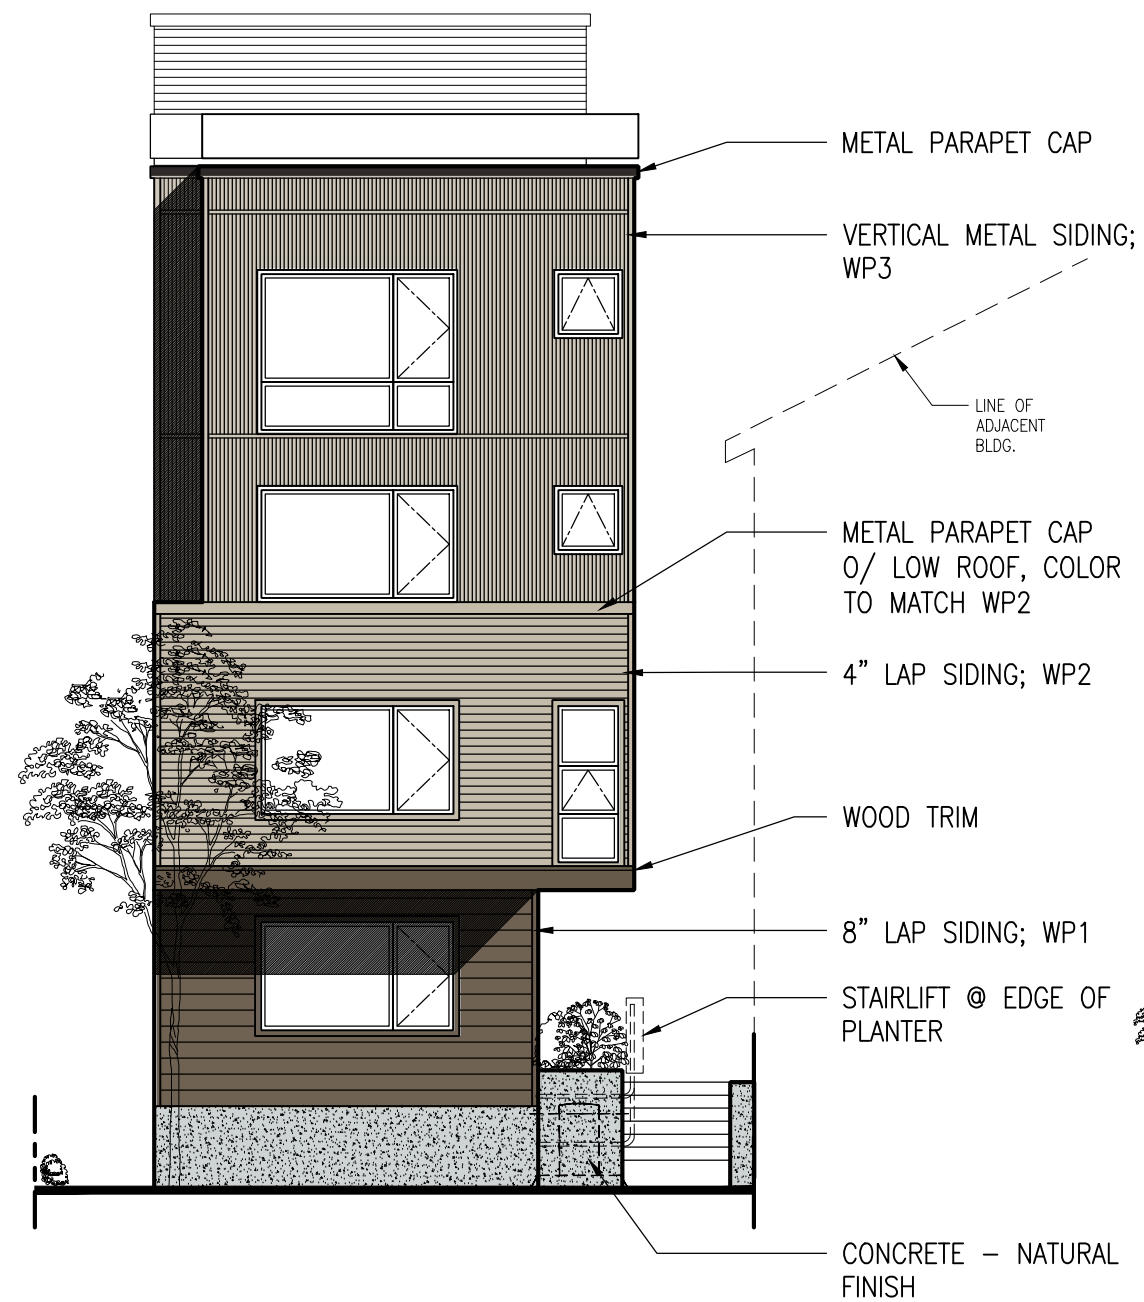 METAL PARAPET CAP
VERTICAL METAL SIDING;
WP3
LINE OF
ADJACENT
BLDG.
METAL PARAPET CAP
O/ LOW ROOF, COLOR
TO MATCH WP2
4” LAP SIDING; WP2
WOOD TRIM
8” LAP SIDING; WP1
STAIRLIFT @ EDGE OF
PLANTER
CONCRETE – NATURAL
FINISH